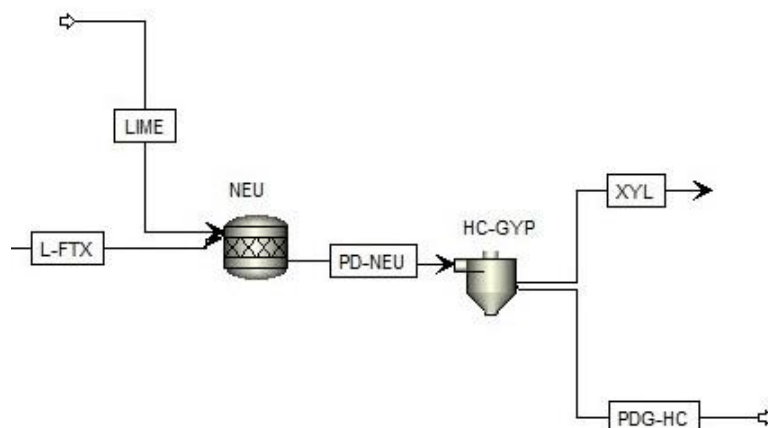 LIME
NEU
L-FTX
PD-NEU
HC-GYP
XYL
PDG-HC